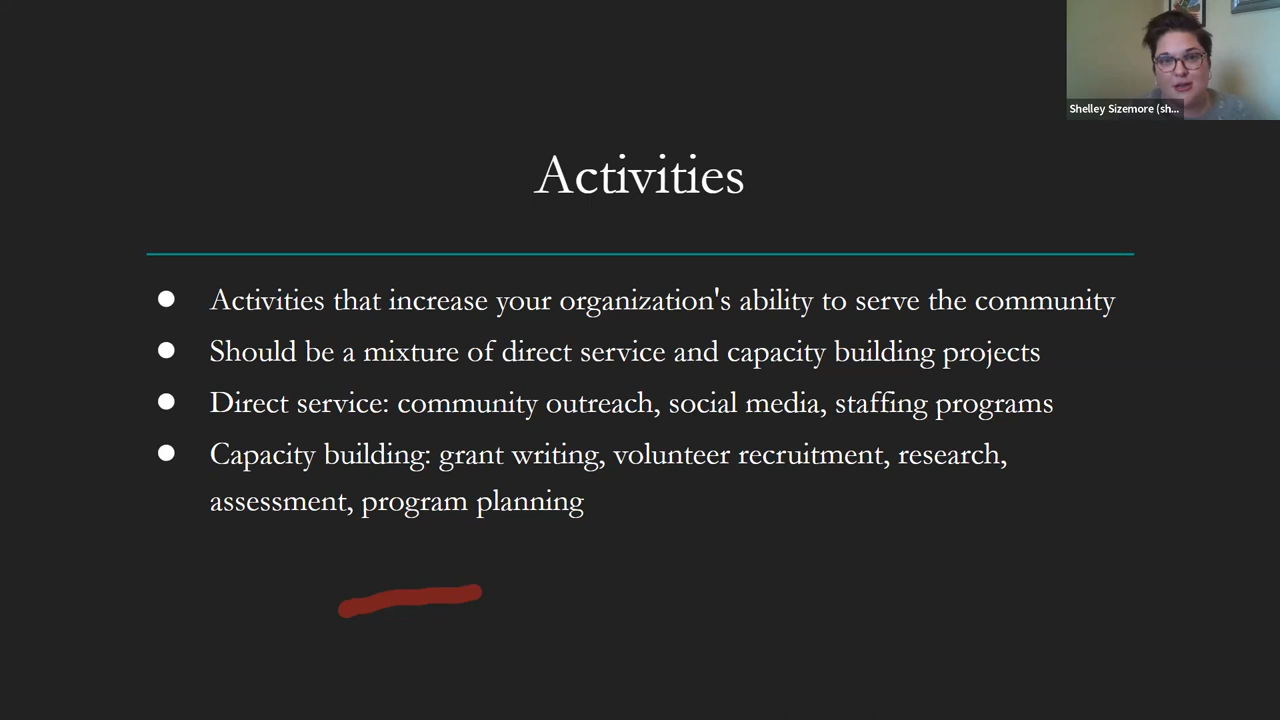 Shelley Sizemore (sh...
Activities
● Activities that increase your organization's ability to serve the community
● Should be a mixture of direct service and capacity building projects
● Direct service: community outreach, social media, staffing programs
● Capacity building: grant writing, volunteer recruitment, research,
assessment, program planning